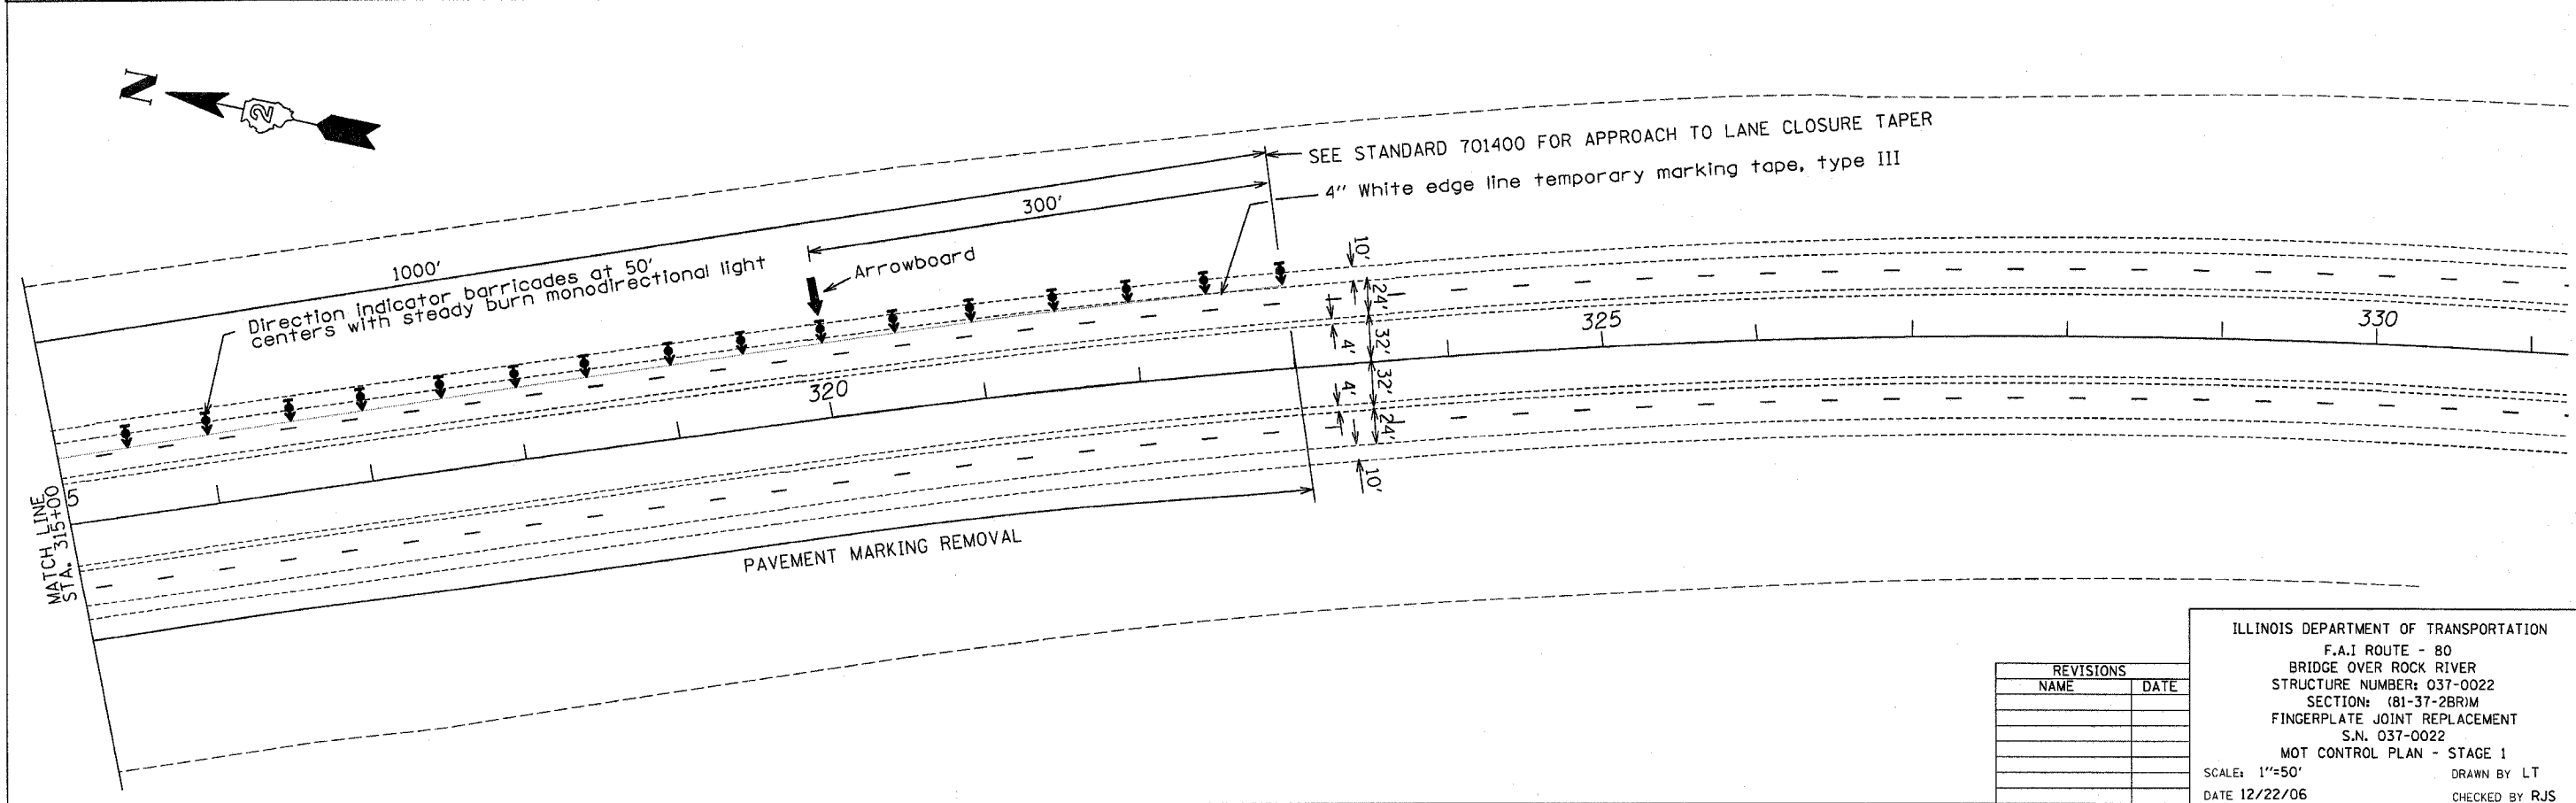 N
2
SEE STANDARD 701400 FOR APPROACH TO LANE CLOSURE TAPER
4" White edge line temporary marking tape, type III
300'
1000'
Arrowboard
Direction indicator barricades at 50'
centers with steady burn monodirectional light
10'
24'
4'
32'
32'
4'
24'
10'
320
325
330
MATCH LINE
STA. 315+00
5
PAVEMENT MARKING REMOVAL
REVISIONS
NAME DATE
ILLINOIS DEPARTMENT OF TRANSPORTATION
F.A.I ROUTE - 80
BRIDGE OVER ROCK RIVER
STRUCTURE NUMBER: 037-0022
SECTION: (81-37-2BR)M
FINGERPLATE JOINT REPLACEMENT
S.N. 037-0022
MOT CONTROL PLAN - STAGE 1
SCALE: 1"=50' DRAWN BY LT
DATE 12/22/06 CHECKED BY RJS